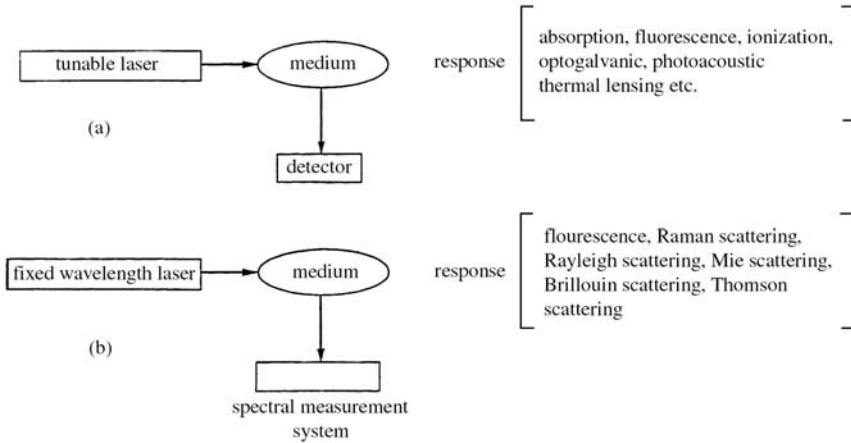 tunable laser
medium
response
absorption, fluorescence, ionization,
optogalvanic, photoacoustic
thermal lensing etc.
(a)
detector
fixed wavelength laser
medium
response
flourescence, Raman scattering,
Rayleigh scattering, Mie scattering,
Brillouin scattering, Thomson
scattering
(b)
spectral measurement
system